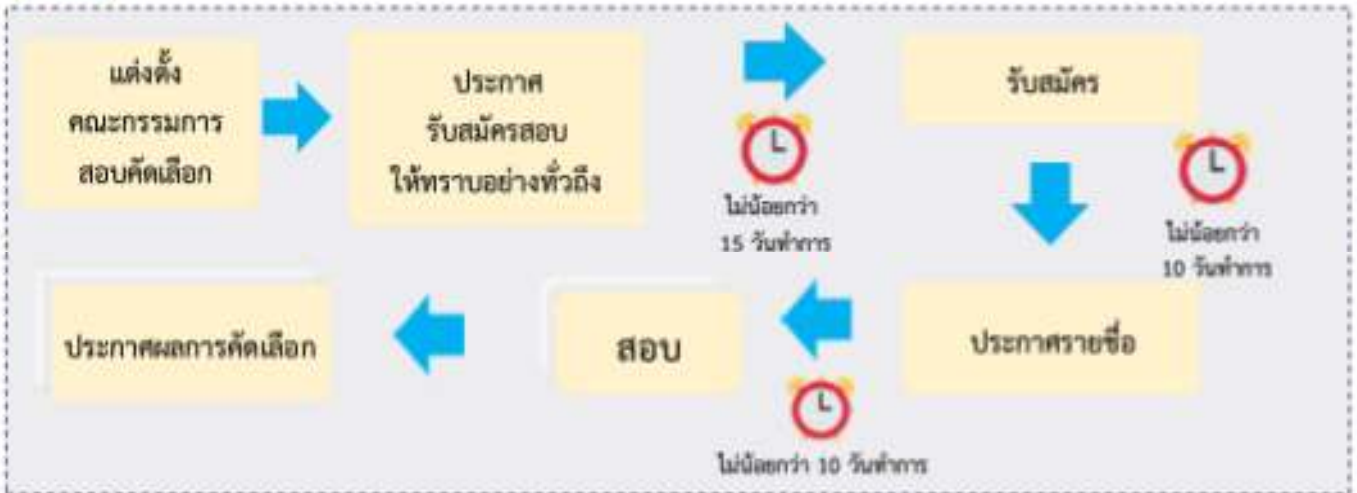 แต่งตั้ง
คณะกรรมการ
สอบคัดเลือก
ประกาศ
รับสมัครสอบ
ให้ทราบอย่างทั่วถึง
ไม่น้อยกว่า
15 วันทำการ
รับสมัคร
ไม่น้อยกว่า
10 วันทำการ
ประกาศรายชื่อ
ไม่น้อยกว่า 10 วันทำการ
สอบ
ประกาศผลการคัดเลือก